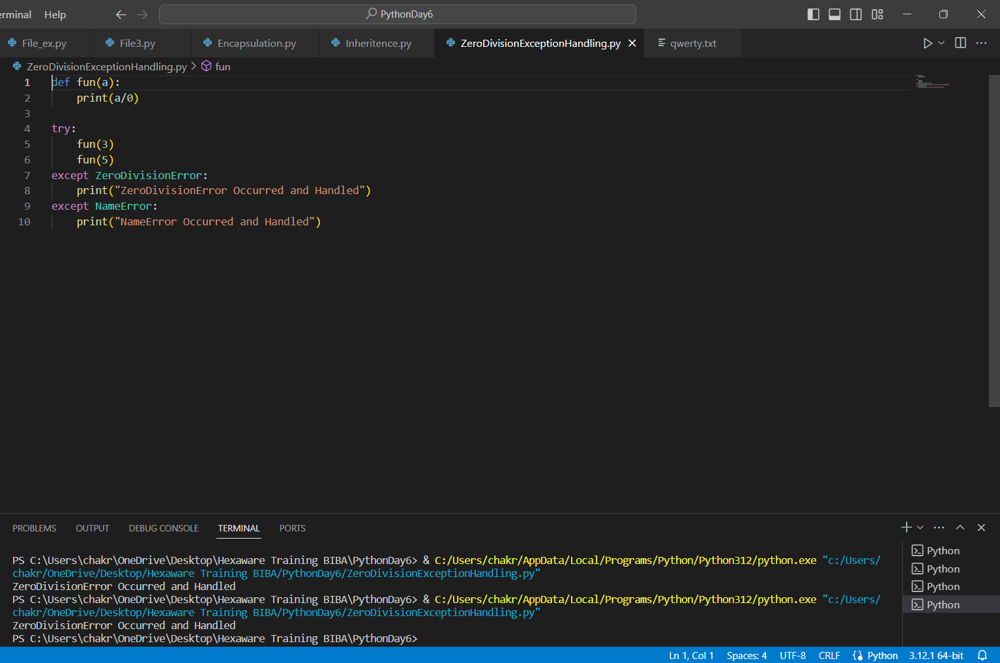 erminal Help PythonDay6
File_ex.py File3.py Encapsulation.py Inheritence.py ZeroDivisionExceptionHandling.py qwerty.txt
ZeroDivisionExceptionHandling.py > fun
1 def fun(a):
2     print(a/0)
3
4 try:
5     fun(3)
6     fun(5)
7 except ZeroDivisionError:
8     print("ZeroDivisionError Occurred and Handled")
9 except NameError:
10     print("NameError Occurred and Handled")
PROBLEMS OUTPUT DEBUG CONSOLE TERMINAL PORTS
PS C:\Users\chakr\OneDrive\Desktop\Hexaware Training BIBA\PythonDay6> & C:/Users/chakr/AppData/Local/Programs/Python/Python312/python.exe "c:/Users/
chakr/OneDrive/Desktop/Hexaware Training BIBA/PythonDay6/ZeroDivisionExceptionHandling.py"
ZeroDivisionError Occurred and Handled
PS C:\Users\chakr\OneDrive\Desktop\Hexaware Training BIBA\PythonDay6> & C:/Users/chakr/AppData/Local/Programs/Python/Python312/python.exe "c:/Users/
chakr/OneDrive/Desktop/Hexaware Training BIBA/PythonDay6/ZeroDivisionExceptionHandling.py"
ZeroDivisionError Occurred and Handled
PS C:\Users\chakr\OneDrive\Desktop\Hexaware Training BIBA\PythonDay6>
Python
Python
Python
Python
Ln 1, Col 1 Spaces: 4 UTF-8 CRLF Python 3.12.1 64-bit